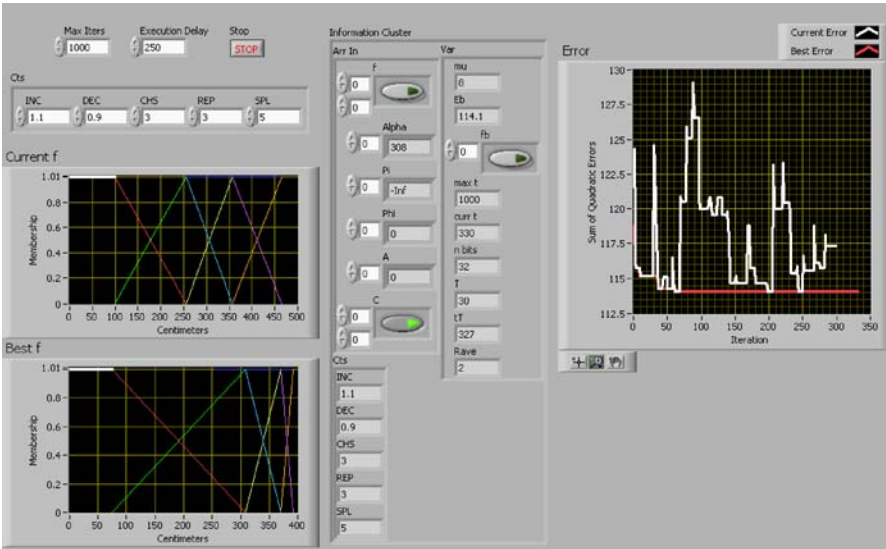 Max Iters
1000
Execution Delay
250
Stop
STOP
Cts
INC
1.1
DEC
0.9
CHS
3
REP
3
SPL
5
Current f
Membership
1.01
0.8
0.6
0.4
0.2
0
0 50 100 150 200 250 300 350 400 450 500
Centimeters
Best f
Membership
1.01
0.8
0.6
0.4
0.2
0
0 50 100 150 200 250 300 350 400
Centimeters
Information Cluster
Arr In
f
0
0
Alpha
0 308
Pi
0 -Inf
Phi
0 0
A
0 0
C
0
0
Var
mu
Eb
114.1
fb
0
max t
1000
curr t
330
n bits
32
T
30
tT
327
Rave
2
Cts
INC
1.1
DEC
0.9
CHS
3
REP
3
SPL
5
Error
Current Error
Best Error
Sum of Quadratic Errors
130
127.5
125
122.5
120
117.5
115
112.5
0 50 100 150 200 250 300 350
Iteration